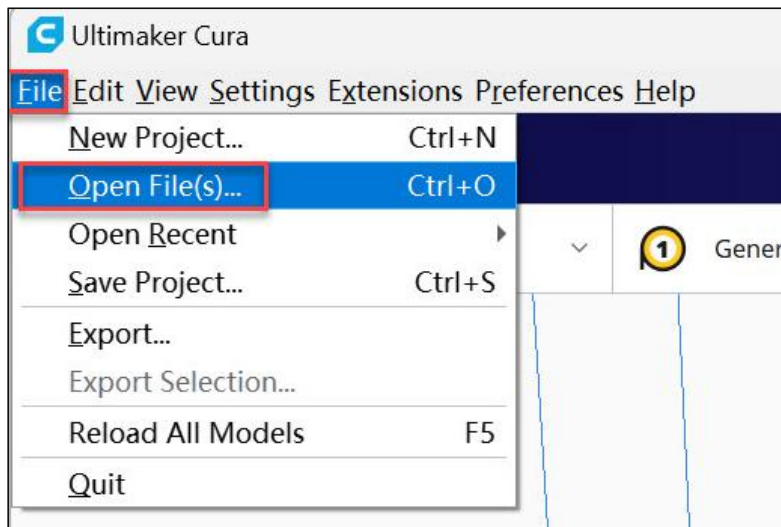 Ultimaker Cura
File Edit View Settings Extensions Preferences Help
New Project... Ctrl+N
Open File(s)... Ctrl+O
Open Recent
1 Gener
Save Project... Ctrl+S
Export...
Export Selection...
Reload All Models F5
Quit